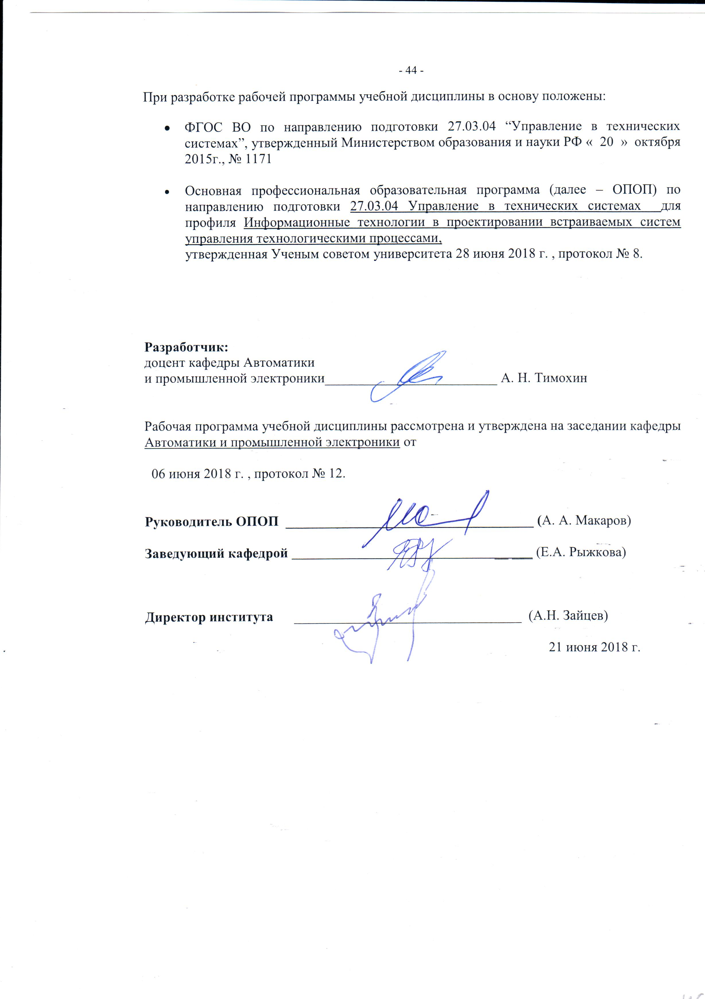 - 44 -
При разработке рабочей программы учебной дисциплины в основу положены:
• ФГОС ВО по направлению подготовки 27.03.04 “Управление в технических
системах”, утвержденный Министерством образования и науки РФ « 20 » октября
2015г., № 1171
• Основная профессиональная образовательная программа (далее – ОПОП) по
направлению подготовки 27.03.04 Управление в технических системах для
профиля Информационные технологии в проектировании встраиваемых систем
управления технологическими процессами,
утвержденная Ученым советом университета 28 июня 2018 г. , протокол № 8.
Разработчик:
доцент кафедры Автоматики
и промышленной электроники А. Н. Тимохин
Рабочая программа учебной дисциплины рассмотрена и утверждена на заседании кафедры
Автоматики и промышленной электроники от
06 июня 2018 г. , протокол № 12.
Руководитель ОПОП (А. А. Макаров)
Заведующий кафедрой (Е.А. Рыжкова)
Директор института (А.Н. Зайцев)
21 июня 2018 г.